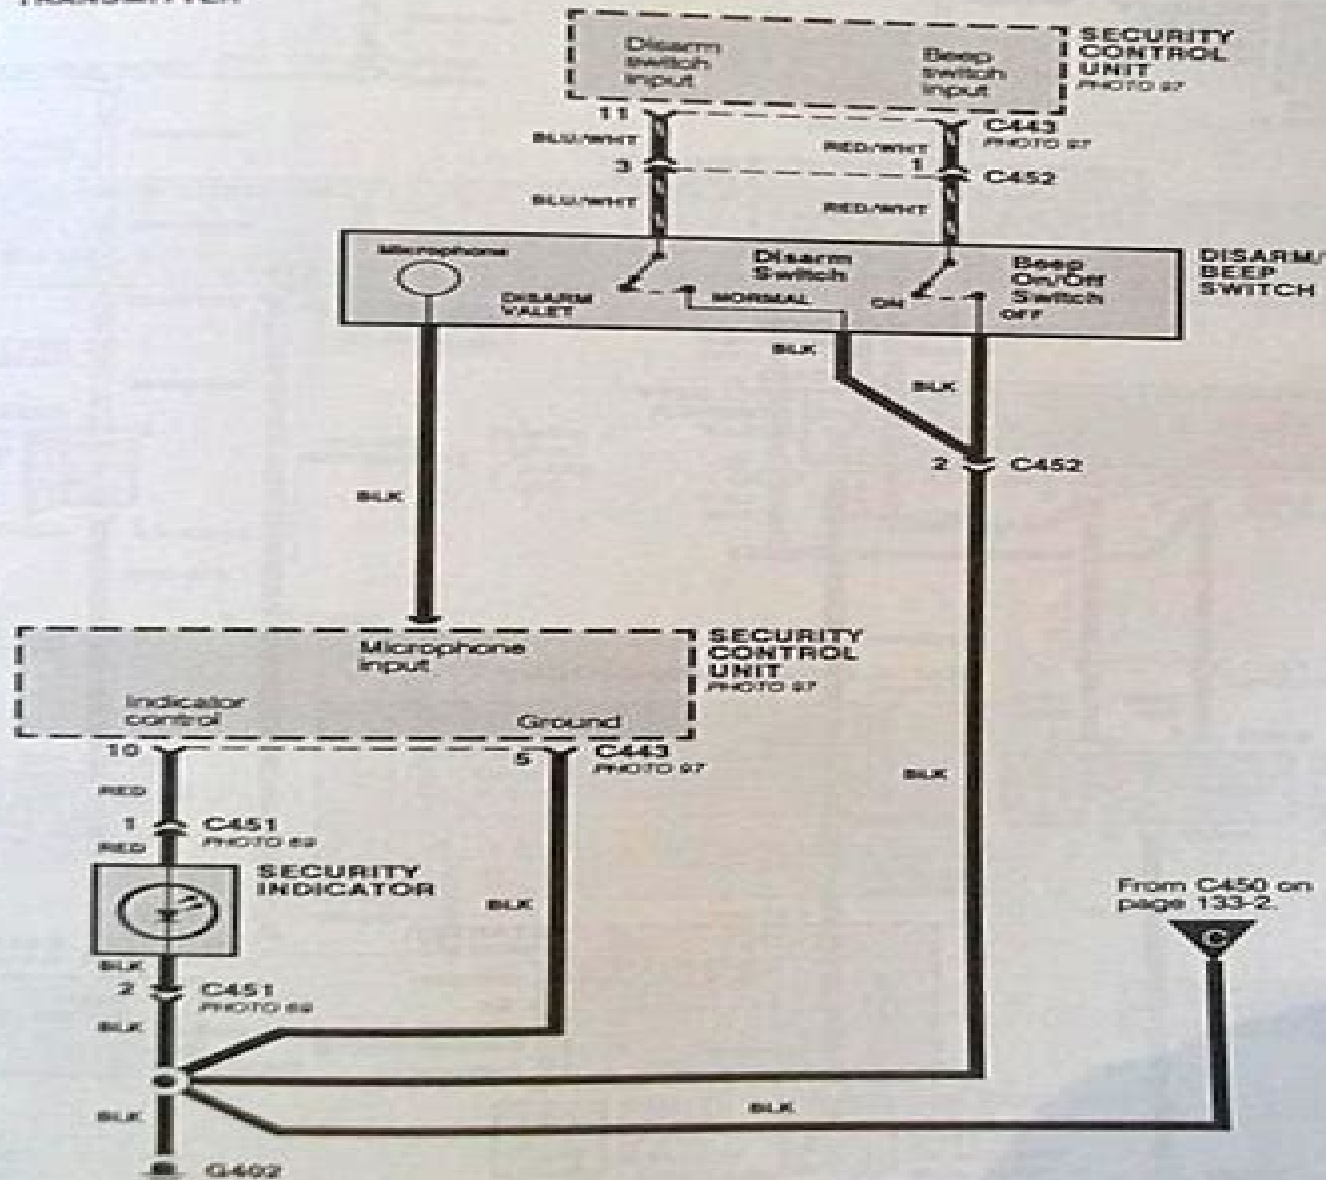 TRANSMITTER
Disarm
switch
input
Beep
switch
input
SECURITY
CONTROL
UNIT
PHOTO 97
11
C443
PHOTO 97
BLU/WHT
RED/WHT
3
1
C452
BLU/WHT
RED/WHT
Microphone
Disarm
Switch
Beep
On/Off
Switch
DISARM/
BEEP
SWITCH
DISARM
VALET
NORMAL
ON
OFF
BLK
BLK
2
C452
BLK
Microphone
input
SECURITY
CONTROL
UNIT
PHOTO 97
Indicator
control
Ground
10
5
C443
PHOTO 97
BLK
RED
1
C451
PHOTO 69
RED
SECURITY
INDICATOR
BLK
From C450 on
page 133-2.
C
BLK
2
C451
PHOTO 69
BLK
BLK
BLK
G402